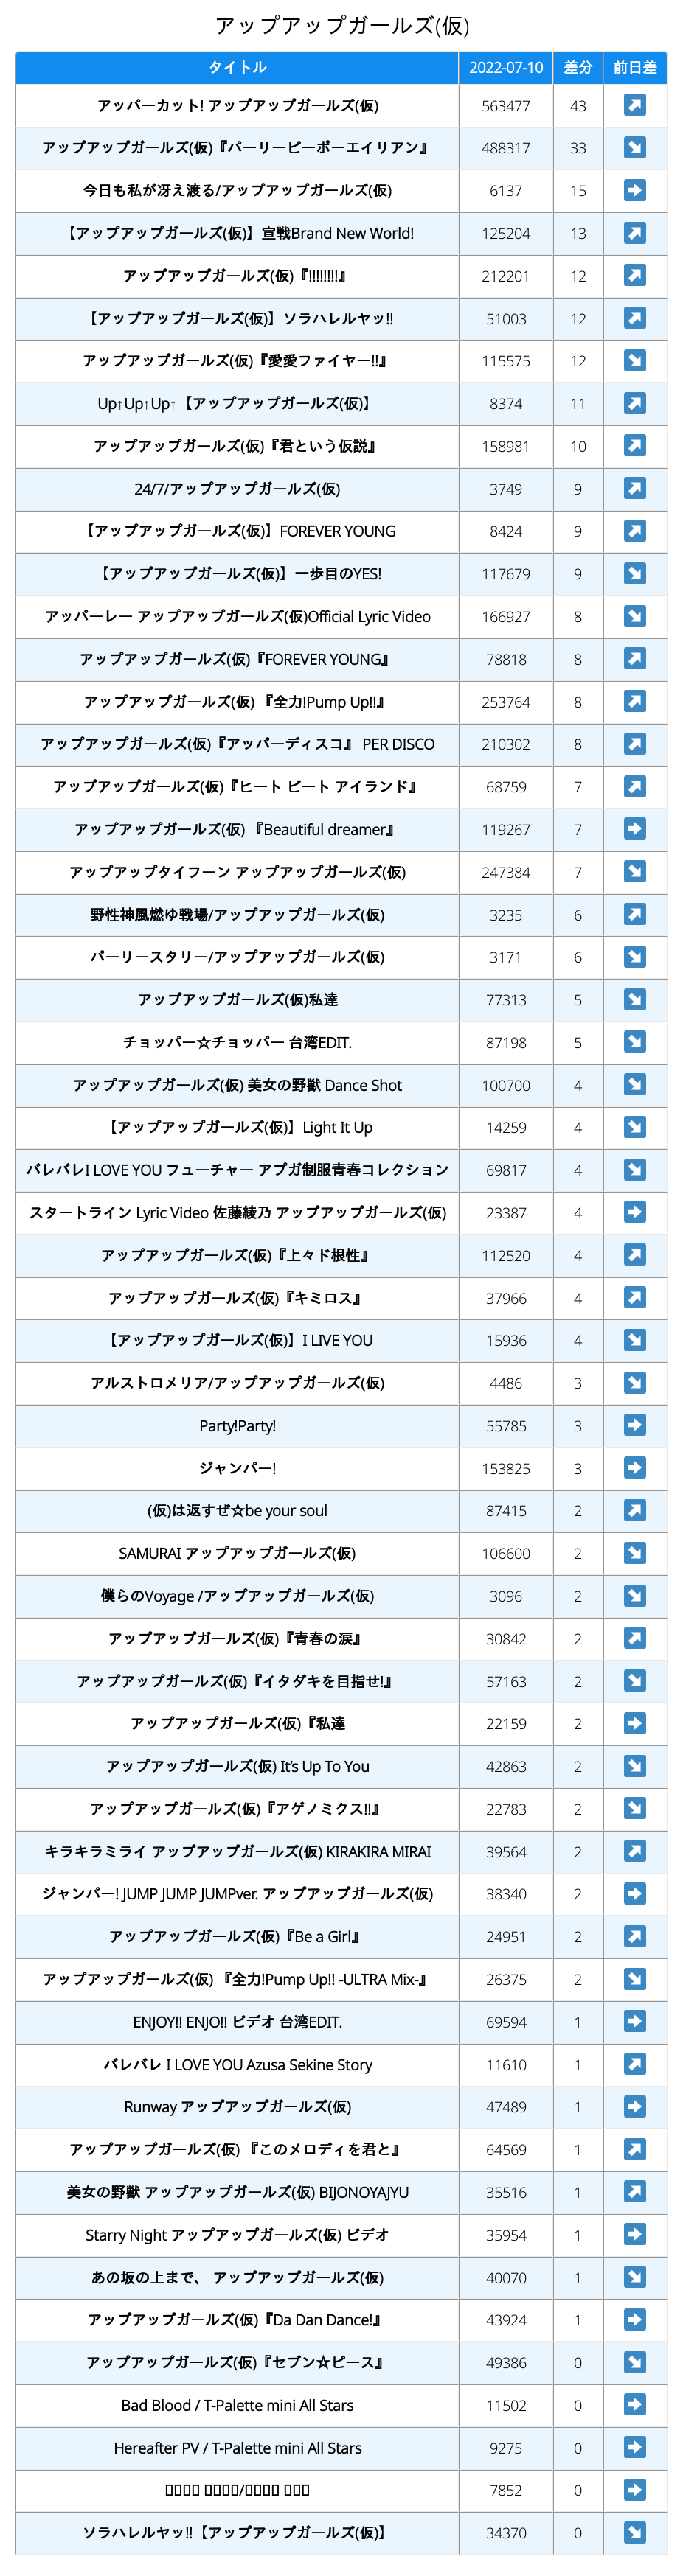 アップアップガールズ(仮)
タイトル 2022-07-10 差分 前日差
アッパーカット! アップアップガールズ(仮) 563477 43 ↗
アップアップガールズ(仮)『パーリーピーポーエイリアン』 488317 33 ↘
今日も私が冴え渡る/アップアップガールズ(仮) 6137 15 ➡
【アップアップガールズ(仮)】宣戦Brand New World! 125204 13 ↗
アップアップガールズ(仮)『!!!!!!!!』 212201 12 ↗
【アップアップガールズ(仮)】ソラハレルヤッ!! 51003 12 ↗
アップアップガールズ(仮)『愛愛ファイヤー!!』 115575 12 ↘
Up↑Up↑Up↑【アップアップガールズ(仮)】 8374 11 ↗
アップアップガールズ(仮)『君という仮説』 158981 10 ↗
24/7/アップアップガールズ(仮) 3749 9 ↗
【アップアップガールズ(仮)】FOREVER YOUNG 8424 9 ↗
【アップアップガールズ(仮)】一歩目のYES! 117679 9 ↘
アッパーレー アップアップガールズ(仮)Official Lyric Video 166927 8 ↘
アップアップガールズ(仮)『FOREVER YOUNG』 78818 8 ↗
アップアップガールズ(仮) 『全力!Pump Up!!』 253764 8 ↗
アップアップガールズ(仮)『アッパーディスコ』 PER DISCO 210302 8 ↗
アップアップガールズ(仮)『ヒート ビート アイランド』 68759 7 ↗
アップアップガールズ(仮) 『Beautiful dreamer』 119267 7 ➡
アップアップタイフーン アップアップガールズ(仮) 247384 7 ↘
野性神風燃ゆ戦場/アップアップガールズ(仮) 3235 6 ↗
パーリースタリー/アップアップガールズ(仮) 3171 6 ↘
アップアップガールズ(仮)私達 77313 5 ↘
チョッパー☆チョッパー 台湾EDIT. 87198 5 ↘
アップアップガールズ(仮) 美女の野獣 Dance Shot 100700 4 ↘
【アップアップガールズ(仮)】Light It Up 14259 4 ↘
バレバレI LOVE YOU フューチャー アプガ制服青春コレクション 69817 4 ↘
スタートライン Lyric Video 佐藤綾乃 アップアップガールズ(仮) 23387 4 ➡
アップアップガールズ(仮)『上々ド根性』 112520 4 ↗
アップアップガールズ(仮)『キミロス』 37966 4 ↗
【アップアップガールズ(仮)】I LIVE YOU 15936 4 ↘
アルストロメリア/アップアップガールズ(仮) 4486 3 ↘
Party!Party! 55785 3 ➡
ジャンパー! 153825 3 ➡
(仮)は返すぜ☆be your soul 87415 2 ↗
SAMURAI アップアップガールズ(仮) 106600 2 ↘
僕らのVoyage /アップアップガールズ(仮) 3096 2 ↘
アップアップガールズ(仮)『青春の涙』 30842 2 ↗
アップアップガールズ(仮)『イタダキを目指せ!』 57163 2 ↘
アップアップガールズ(仮)『私達 22159 2 ➡
アップアップガールズ(仮) It's Up To You 42863 2 ↘
アップアップガールズ(仮)『アゲノミクス!!』 22783 2 ↘
キラキラミライ アップアップガールズ(仮) KIRAKIRA MIRAI 39564 2 ↗
ジャンパー! JUMP JUMP JUMPver. アップアップガールズ(仮) 38340 2 ➡
アップアップガールズ(仮)『Be a Girl』 24951 2 ↗
アップアップガールズ(仮) 『全力!Pump Up!! -ULTRA Mix-』 26375 2 ↘
ENJOY!! ENJO!! ビデオ 台湾EDIT. 69594 1 ➡
バレバレ I LOVE YOU Azusa Sekine Story 11610 1 ↗
Runway アップアップガールズ(仮) 47489 1 ➡
アップアップガールズ(仮) 『このメロディを君と』 64569 1 ↗
美女の野獣 アップアップガールズ(仮) BIJONOYAJYU 35516 1 ↗
Starry Night アップアップガールズ(仮) ビデオ 35954 1 ➡
あの坂の上まで、 アップアップガールズ(仮) 40070 1 ↘
アップアップガールズ(仮)『Da Dan Dance!』 43924 1 ➡
アップアップガールズ(仮)『セブン☆ピース』 49386 0 ↘
Bad Blood / T-Palette mini All Stars 11502 0 ➡
Hereafter PV / T-Palette mini All Stars 9275 0 ➡
7852 0 ➡
ソラハレルヤッ!!【アップアップガールズ(仮)】 34370 0 ↘